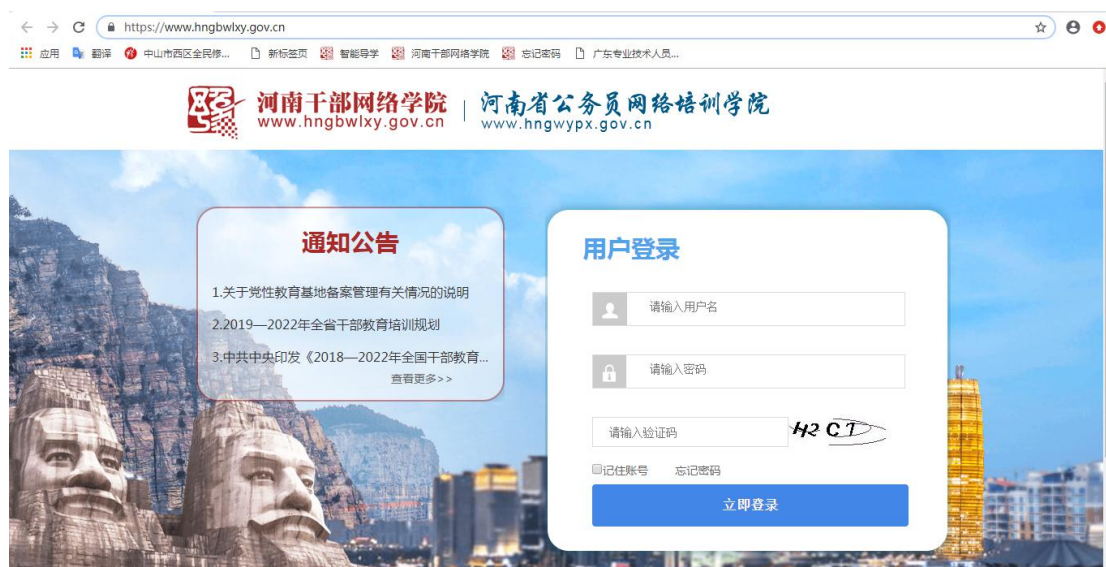 https://www.hngbwlxy.gov.cn
应用 翻译 中山市西区全民修... 新标签页 智能导学 河南干部网络学院 忘记密码 广东专业技术人员...
河南干部网络学院 河南省公务员网络培训学院
www.hngbwlxy.gov.cn www.hngwypx.gov.cn
通知公告
1.关于党性教育基地备案管理有关情况的说明
2.2019—2022年全省干部教育培训规划
3.中共中央印发《2018—2022年全国干部教育...
查看更多>>
用户登录
请输入用户名
请输入密码
请输入验证码 H2CT
记住账号 忘记密码
立即登录